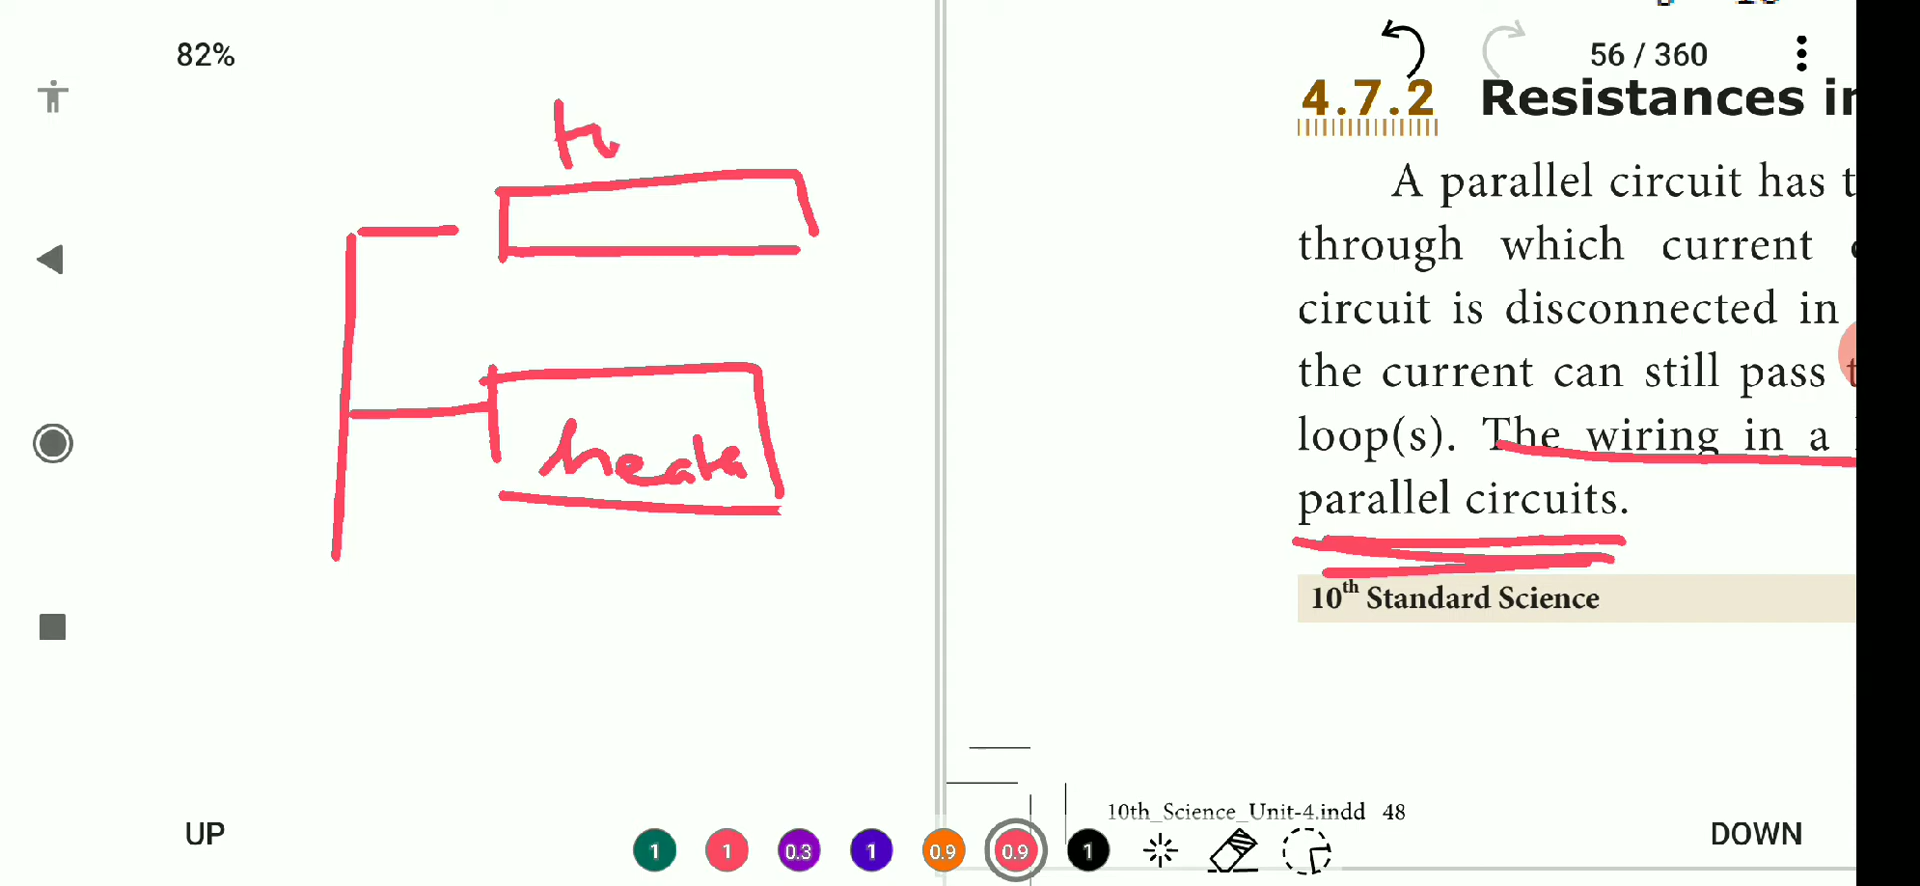 82%
56 / 360
4.7.2 Resistances in
A parallel circuit has t
through which current
circuit is disconnected in
the current can still pass t
loop(s). The wiring in a
parallel circuits.
10th Standard Science
h
10th_Science_Unit-4.indd 48
UP
DOWN
1 1 0.3 1 0.9 0.9 1